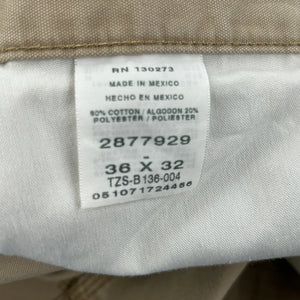 RN 130273
MADE IN MEXICO
HECHO EN MEXICO
80% COTTON / ALGODON 20%
POLYESTER / POLIÉSTER
2877929
-
36 X 32
TZS-B136-004
051071724456